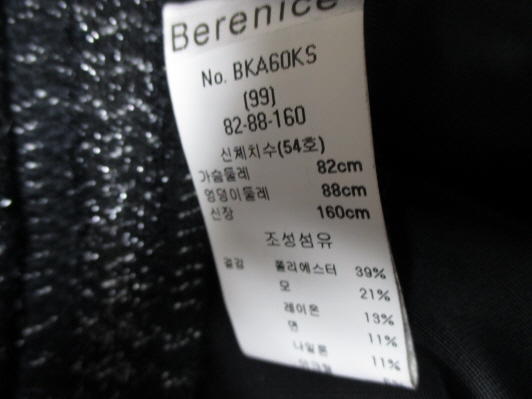 Berenice
No. BKA60KS
(99)
82-88-160
신체치수(54호)
가슴둘레 82cm
엉덩이둘레 88cm
신장 160cm
조성섬유
겉감 폴리에스터 39%
모 21%
레이온 13%
면 11%
나일론 11%